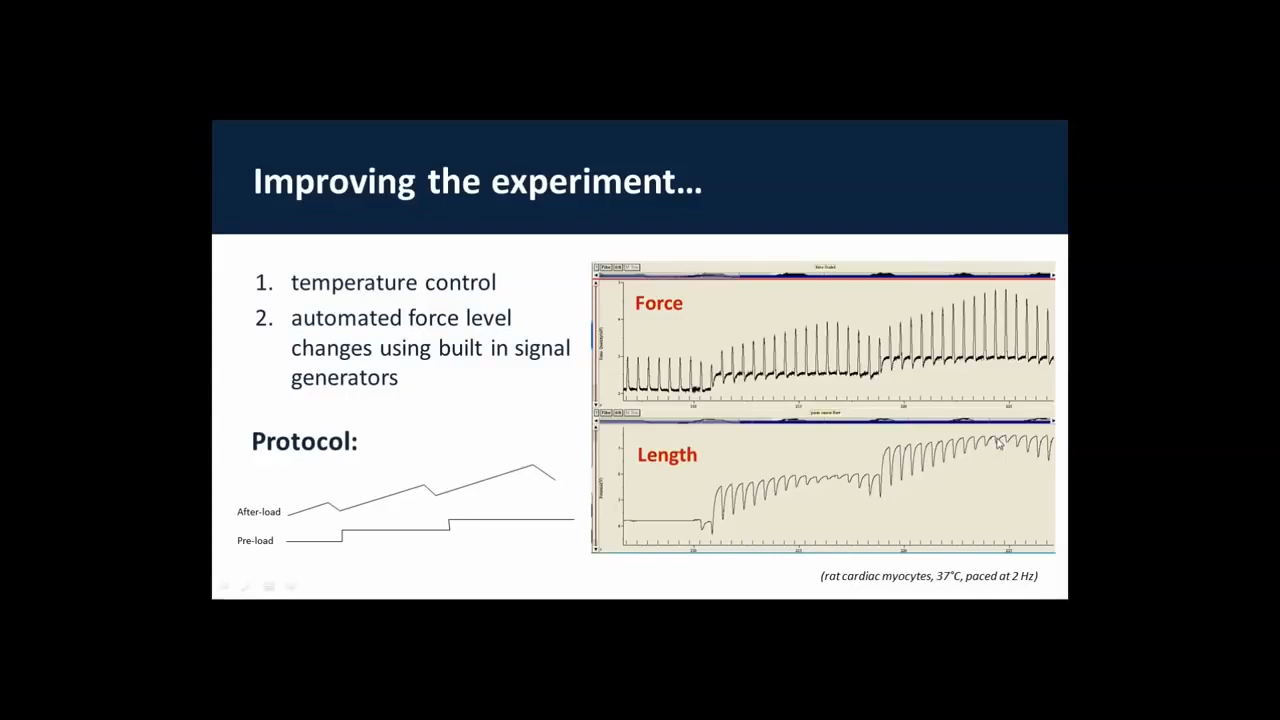 Improving the experiment...
1. temperature control
2. automated force level
changes using built in signal
generators
Protocol:
After-load
Pre-load
Force
Length
(rat cardiac myocytes, 37°C, paced at 2 Hz)